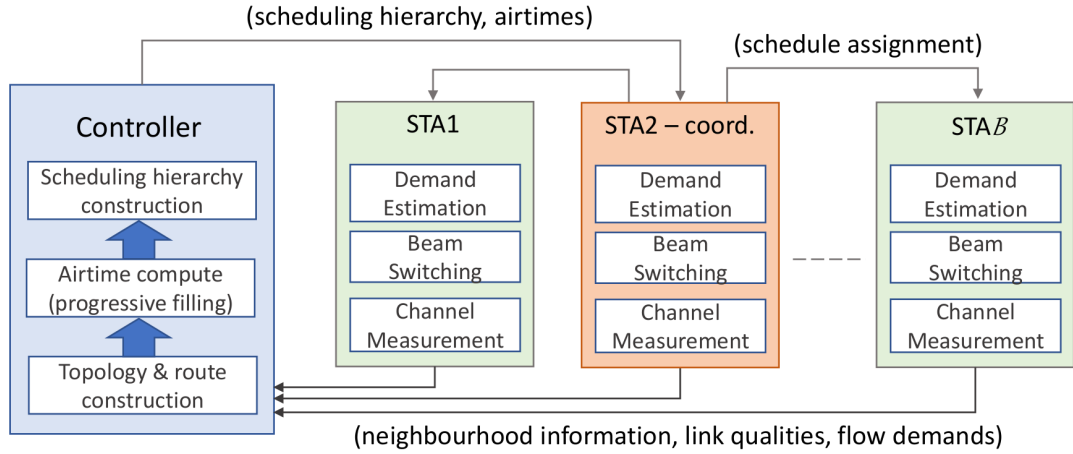 (scheduling hierarchy, airtimes)
(schedule assignment)
Controller
Scheduling hierarchy
construction
Airtime compute
(progressive filling)
Topology & route
construction
STA1
Demand
Estimation
Beam
Switching
Channel
Measurement
STA2 – coord.
Demand
Estimation
Beam
Switching
Channel
Measurement
STAB
Demand
Estimation
Beam
Switching
Channel
Measurement
(neighbourhood information, link qualities, flow demands)